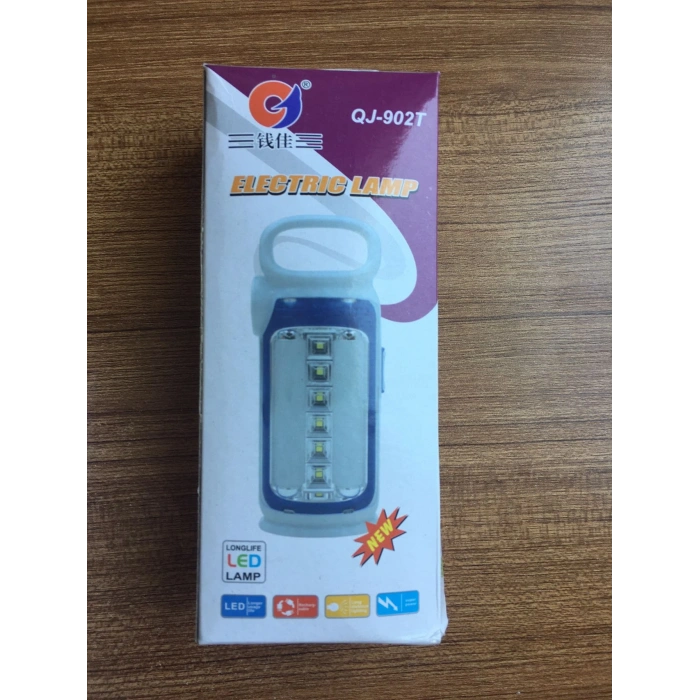 ®
QJ-902T
钱佳
ELECTRIC LAMP
NEW
LONGLIFE
LED
LAMP
LED